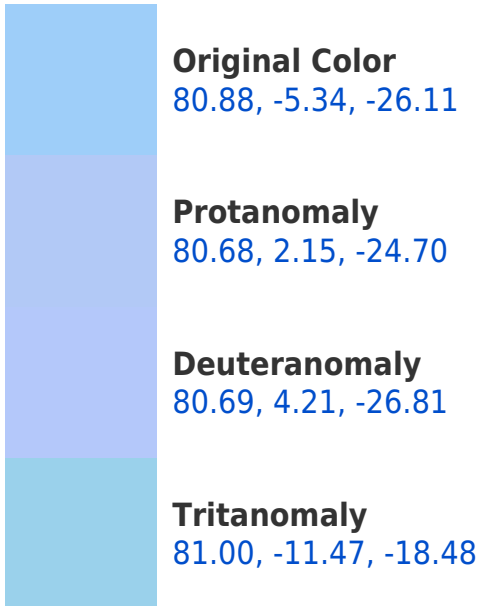 Original Color
80.88, -5.34, -26.11
Protanomaly
80.68, 2.15, -24.70
Deuteranomaly
80.69, 4.21, -26.81
Tritanomaly
81.00, -11.47, -18.48